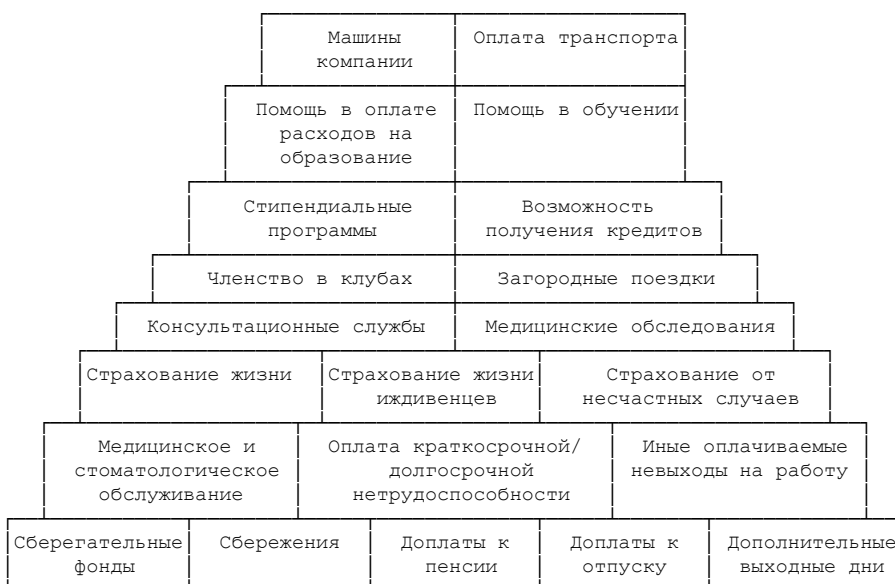 Машины Оплата транспорта
компании
Помощь в оплате Помощь в обучении
расходов на
образование
Стипендиальные Возможность
программы получения кредитов
Членство в клубах Загородные поездки
Консультационные службы Медицинские обследования
Страхование жизни Страхование жизни Страхование от
иждивенцев несчастных случаев
Медицинское и Оплата краткосрочной/ Иные оплачиваемые
стоматологическое долгосрочной невыходы на работу
обслуживание нетрудоспособности
Сберегательные Сбережения Доплаты к Доплаты к Дополнительные
фонды пенсии отпуску выходные дни